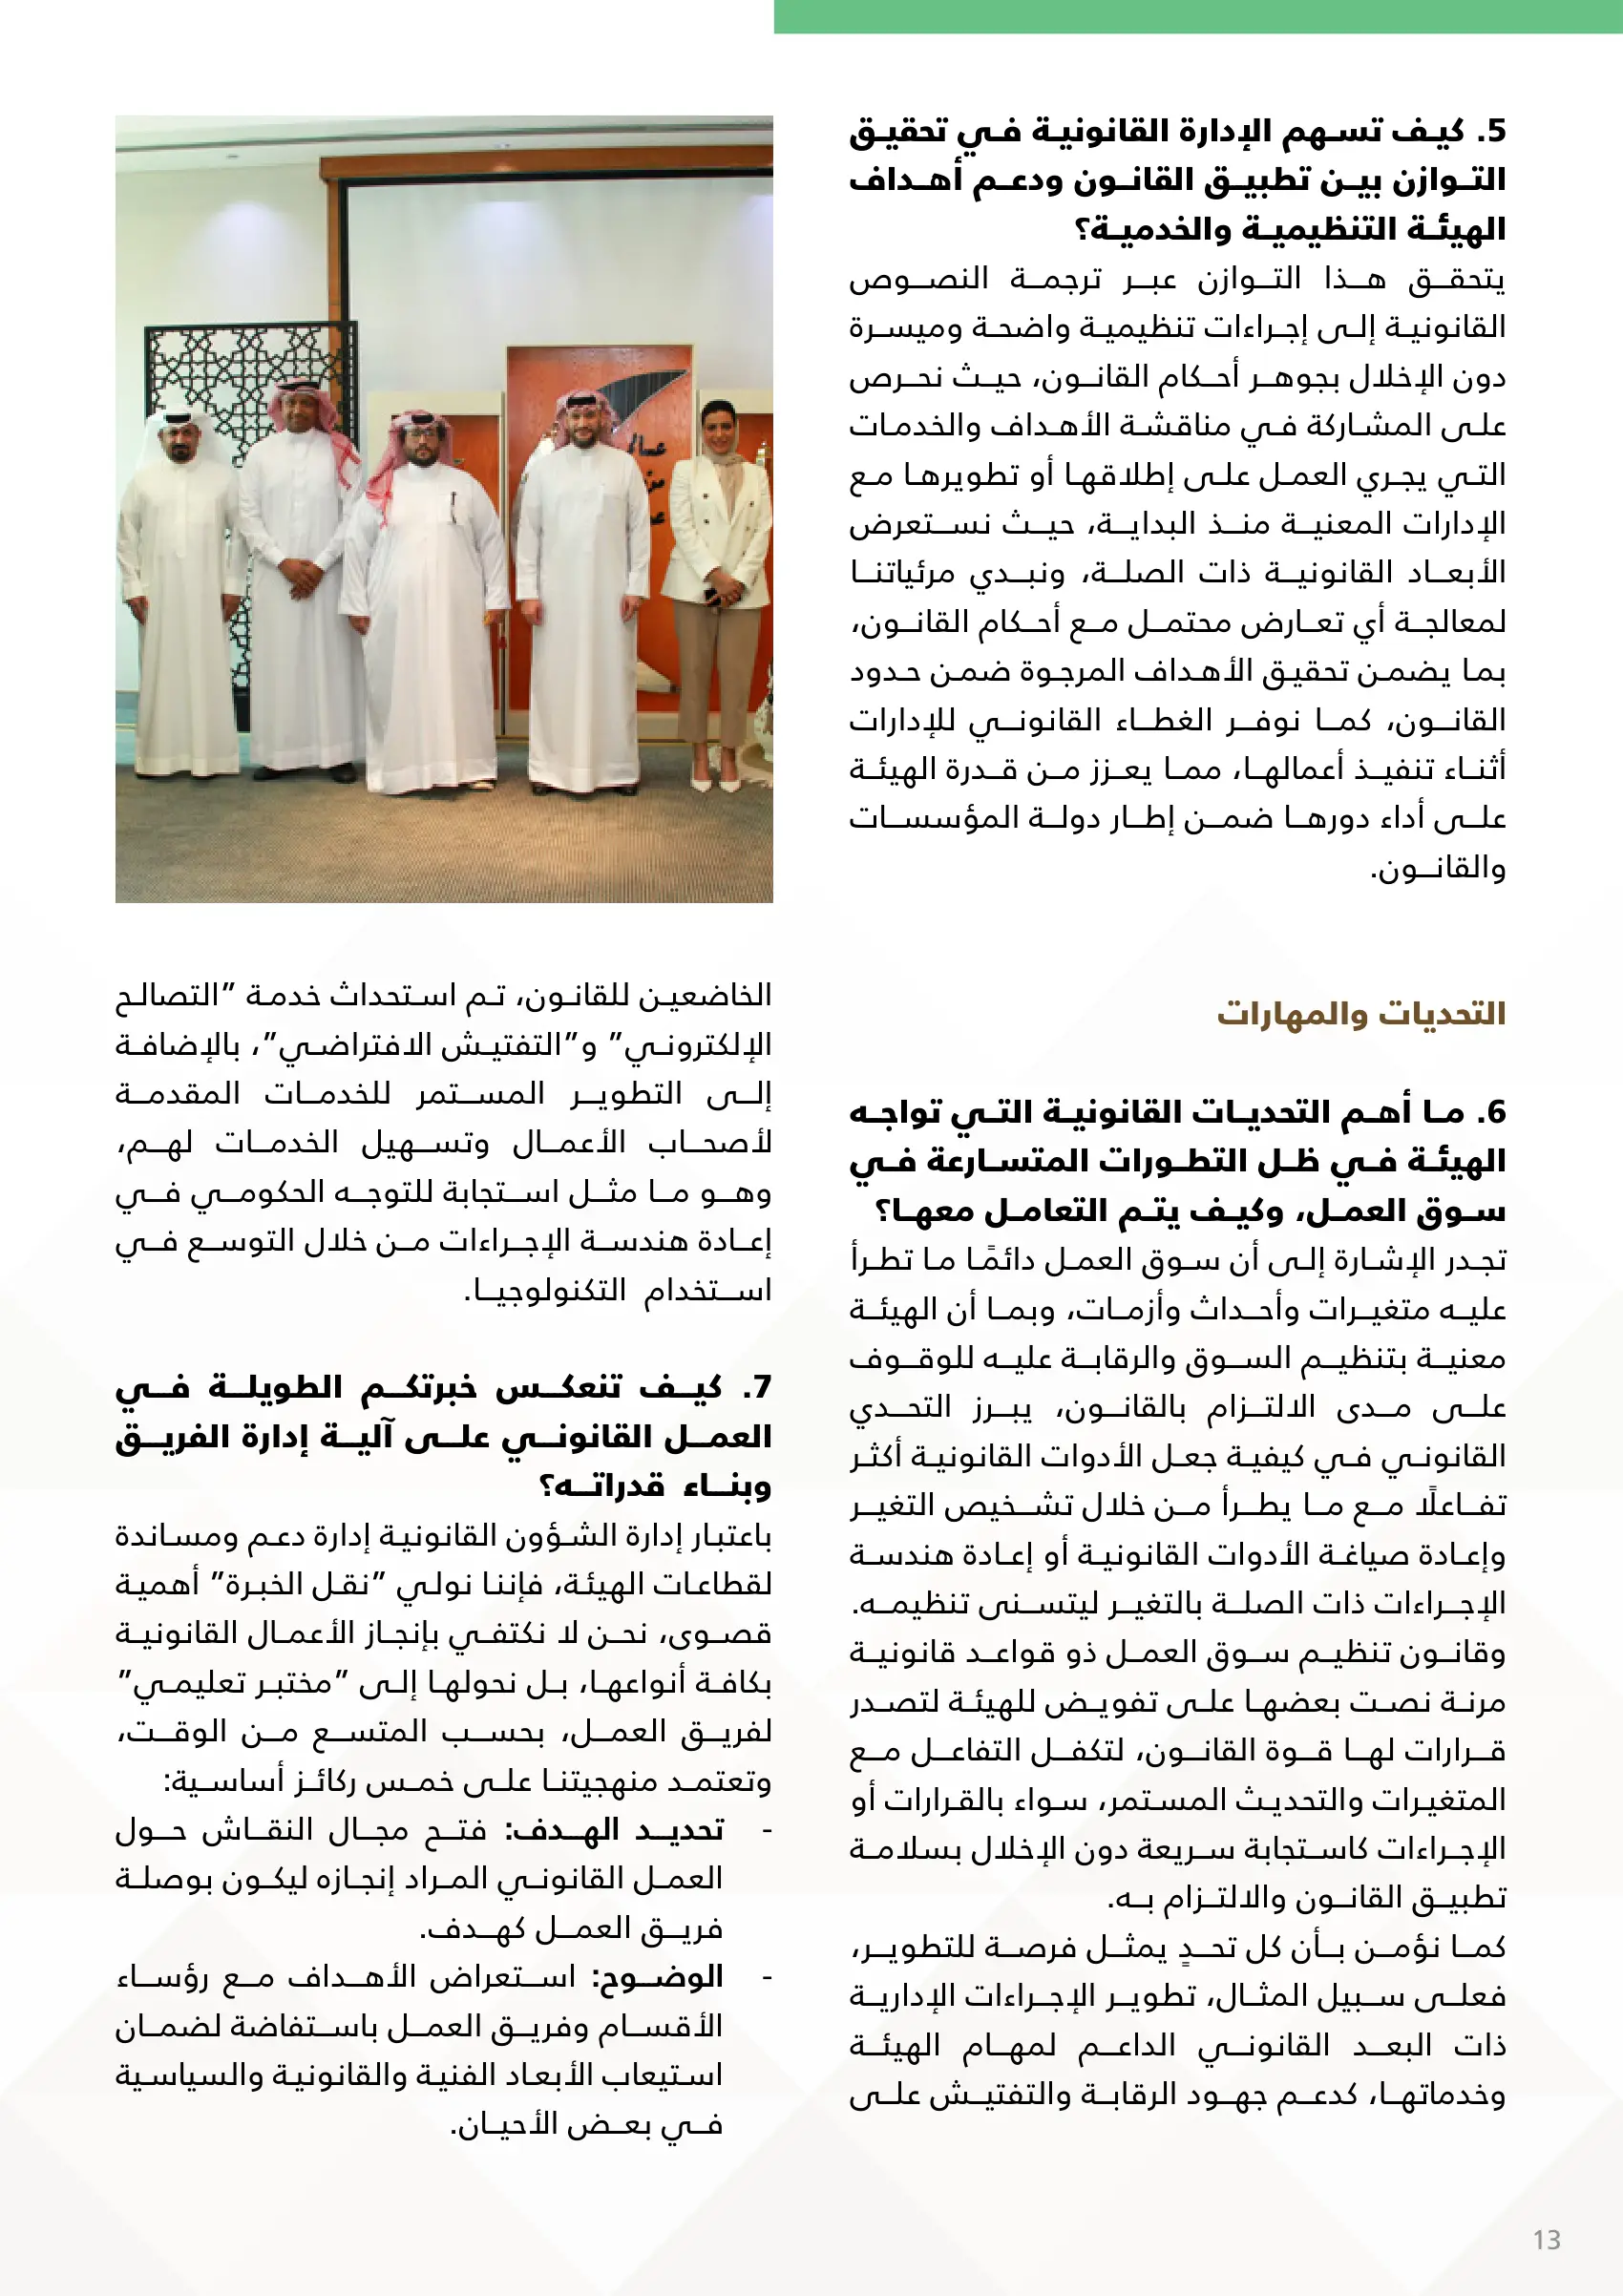 5. كيف تسهم الإدارة القانونية في تحقيق
التوازن بين تطبيق القانون ودعم أهداف
الهيئة التنظيمية والخدمية؟
يتحقق هذا التوازن عبر ترجمة النصوص
القانونية إلى إجراءات تنظيمية واضحة وميسرة
دون الإخلال بجوهر أحكام القانون، حيث نحرص
على المشاركة في مناقشة الأهداف والخدمات
التي يجري العمل على إطلاقها أو تطويرها مع
الإدارات المعنية منذ البداية، حيث نستعرض
الأبعاد القانونية ذات الصلة، ونبدي مرئياتنا
لمعالجة أي تعارض محتمل مع أحكام القانون،
بما يضمن تحقيق الأهداف المرجوة ضمن حدود
القانون، كما نوفر الغطاء القانوني للإدارات
أثناء تنفيذ أعمالها، مما يعزز من قدرة الهيئة
على أداء دورها ضمن إطار دولة المؤسسات
والقانون.
التحديات والمهارات
6. ما أهم التحديات القانونية التي تواجه
الهيئة في ظل التطورات المتسارعة في
سوق العمل، وكيف يتم التعامل معها؟
تجدر الإشارة إلى أن سوق العمل دائمًا ما تطرأ
عليه متغيرات وأحداث وأزمات، وبما أن الهيئة
معنية بتنظيم السوق والرقابة عليه للوقوف
على مدى الالتزام بالقانون، يبرز التحدي
القانوني في كيفية جعل الأدوات القانونية أكثر
تفاعلًا مع ما يطرأ من خلال تشخيص التغير
وإعادة صياغة الأدوات القانونية أو إعادة هندسة
الإجراءات ذات الصلة بالتغير ليتسنى تنظيمه.
وقانون تنظيم سوق العمل ذو قواعد قانونية
مرنة نصت بعضها على تفويض للهيئة لتصدر
قرارات لها قوة القانون، لتكفل التفاعل مع
المتغيرات والتحديث المستمر، سواء بالقرارات أو
الإجراءات كاستجابة سريعة دون الإخلال بسلامة
تطبيق القانون والالتزام به.
كما نؤمن بأن كل تحدٍ يمثل فرصة للتطوير،
فعلى سبيل المثال، تطوير الإجراءات الإدارية
ذات البعد القانوني الداعم لمهام الهيئة
وخدماتها، كدعم جهود الرقابة والتفتيش على
عـالـ
الخاضعين للقانون، تم استحداث خدمة "التصالح
الإلكتروني" و"التفتيش الافتراضي"، بالإضافة
إلى التطوير المستمر للخدمات المقدمة
لأصحاب الأعمال وتسهيل الخدمات لهم،
وهو ما مثل استجابة للتوجه الحكومي في
إعادة هندسة الإجراءات من خلال التوسع في
استخدام التكنولوجيا.
7. كيف تنعكس خبرتكم الطويلة في
العمل القانوني على آلية إدارة الفريق
وبناء قدراته؟
باعتبار إدارة الشؤون القانونية إدارة دعم ومساندة
لقطاعات الهيئة، فإننا نولي "نقل الخبرة" أهمية
قصوى، نحن لا نكتفي بإنجاز الأعمال القانونية
بكافة أنواعها، بل نحولها إلى "مختبر تعليمي"
لفريق العمل، بحسب المتسع من الوقت،
وتعتمد منهجيتنا على خمس ركائز أساسية:
- تحديد الهدف: فتح مجال النقاش حول
العمل القانوني المراد إنجازه ليكون بوصلة
فريق العمل كهدف.
- الوضوح: استعراض الأهداف مع رؤساء
الأقسام وفريق العمل باستفاضة لضمان
استيعاب الأبعاد الفنية والقانونية والسياسية
في بعض الأحيان.
13